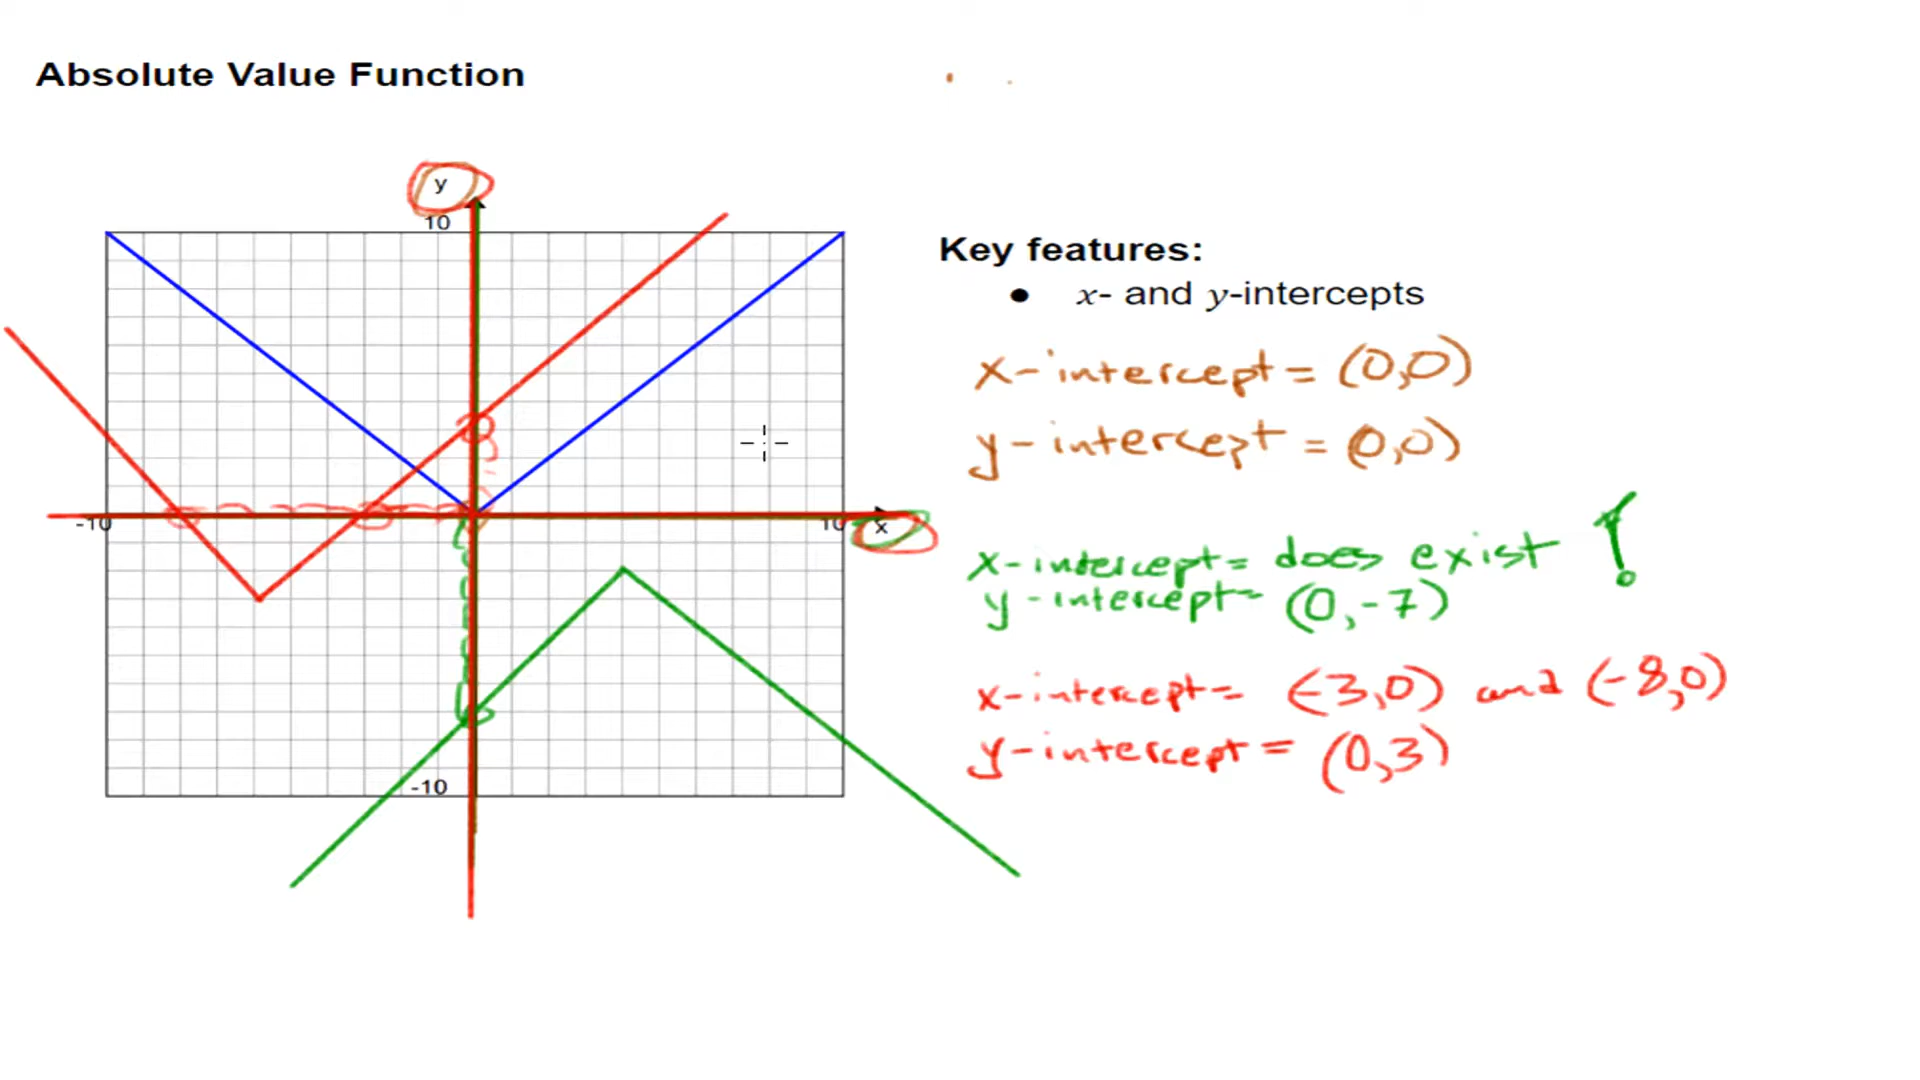 Absolute Value Function
y
10
-10
10
x
-10
Key features:
● x- and y-intercepts
x-intercept = (0,0)
y-intercept = (0,0)
x-intercept= does exist !
y-intercept= (0,-7)
x-intercept= (-3,0) and (-8,0)
y-intercept = (0,3)